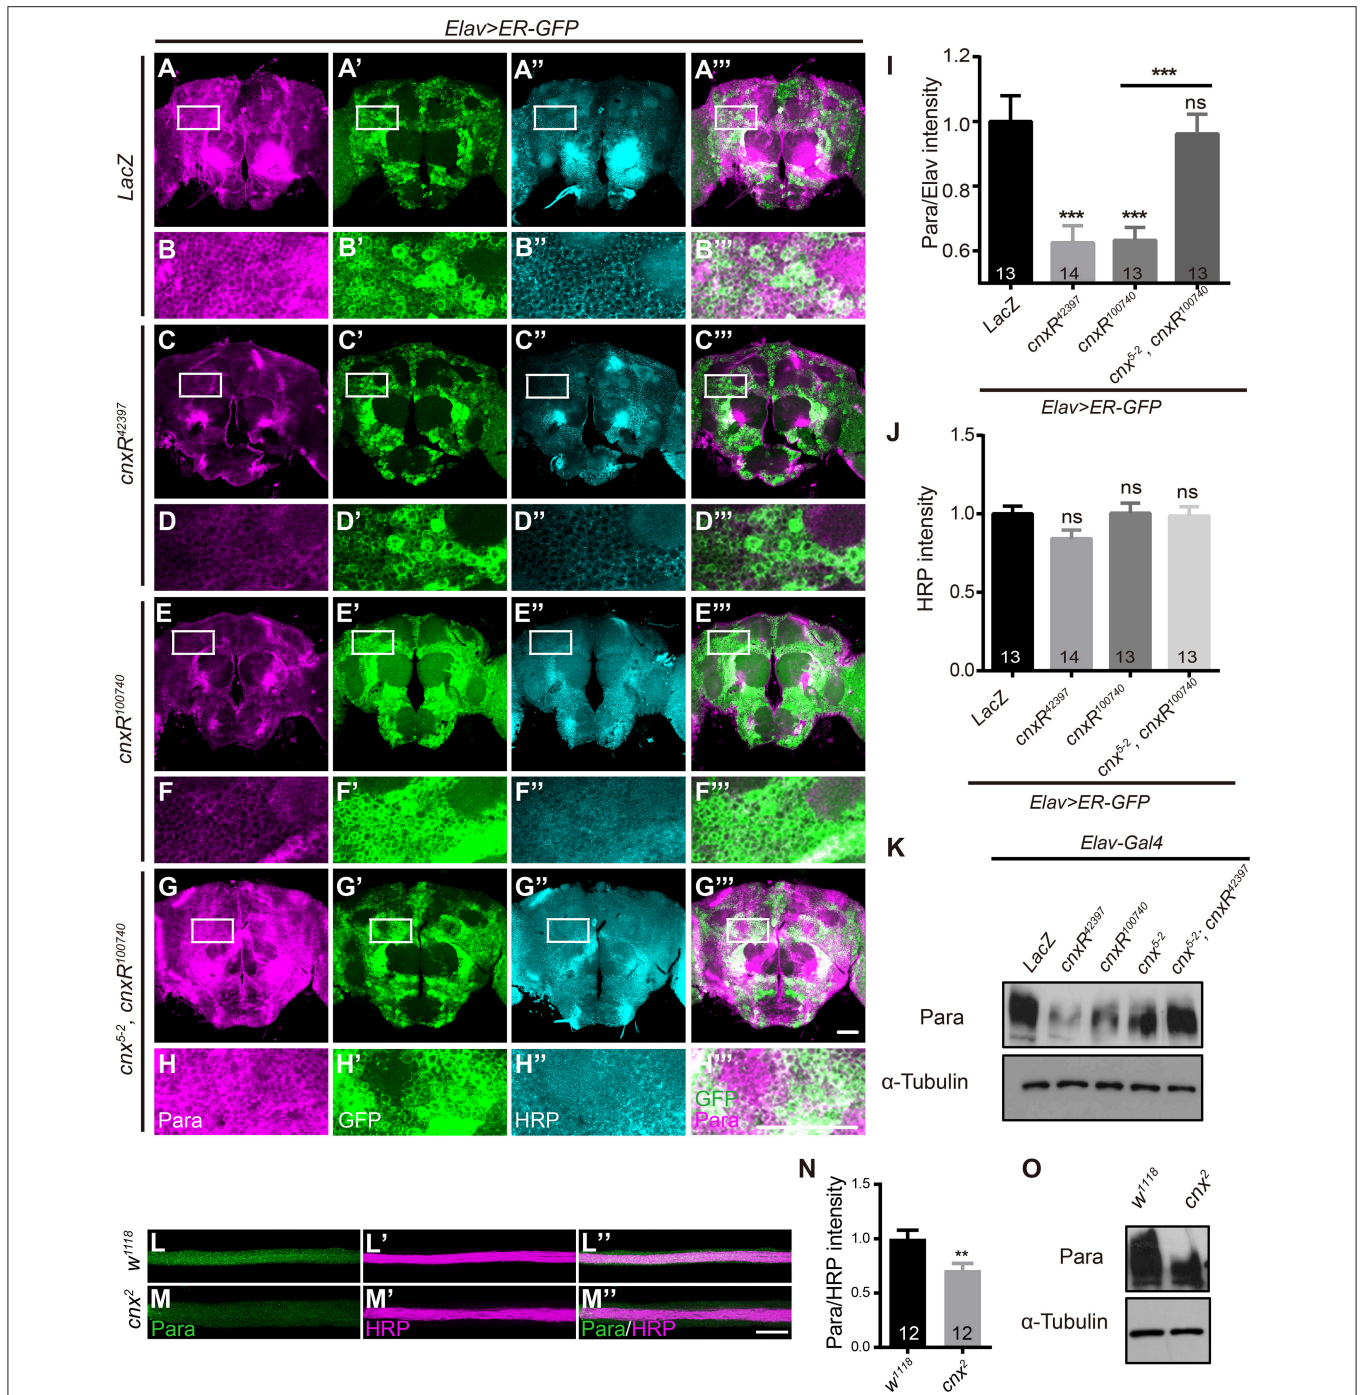 Elav>ER-GFP
LacZ
A A' A'' A'''
B B' B'' B'''
cnxR42397
C C' C'' C'''
D D' D'' D'''
cnxR100740
E E' E'' E'''
F F' F'' F'''
cnx5-2, cnxR100740
G G' G'' G'''
H H' H'' H'''
Para GFP HRP GFP
Para
I
Para/Elav intensity
1.2
1.0
0.8
0.6
*** *** *** ns
13 14 13 13
LacZ cnxR42397 cnxR100740 cnx5-2, cnxR100740
Elav>ER-GFP
J
HRP intensity
1.5
1.0
0.5
0.0
ns ns ns
13 14 13 13
LacZ cnxR42397 cnxR100740 cnx5-2, cnxR100740
Elav>ER-GFP
K
Elav-Gal4
LacZ cnxR42397 cnxR100740 cnx5-2 cnx5-2; cnxR42397
Para
α-Tubulin
w1118
L L' L''
cnx2
M M' M''
Para HRP Para/HRP
N
Para/HRP intensity
1.5
1.0
0.5
0.0
**
12 12
w1118 cnx2
O
w1118 cnx2
Para
α-Tubulin